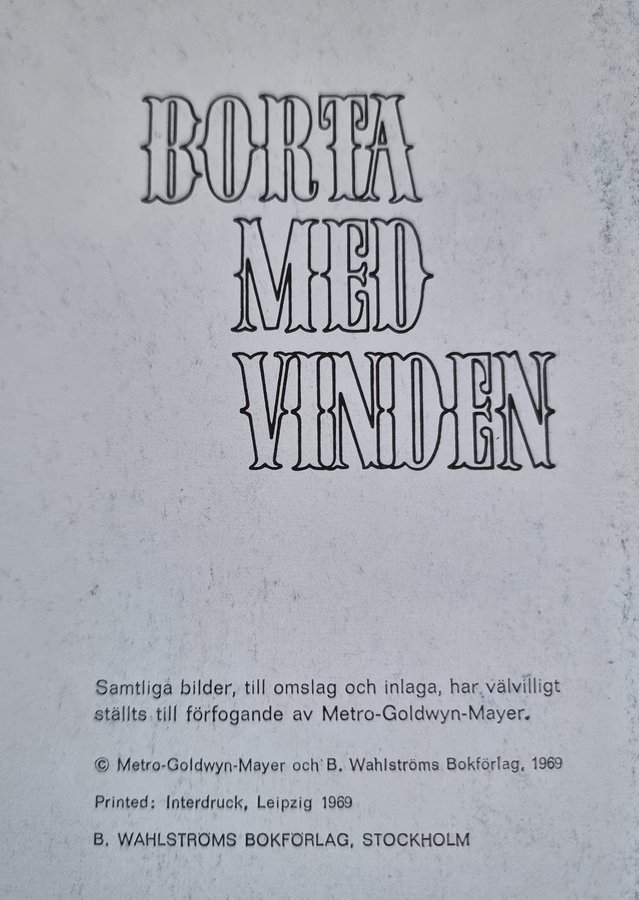 BORTA
MED
VINDEN
Samtliga bilder, till omslag och inlaga, har välvilligt
ställts till förfogande av Metro-Goldwyn-Mayer.
© Metro-Goldwyn-Mayer och B. Wahlströms Bokförlag, 1969
Printed: Interdruck, Leipzig 1969
B. WAHLSTRÖMS BOKFÖRLAG, STOCKHOLM